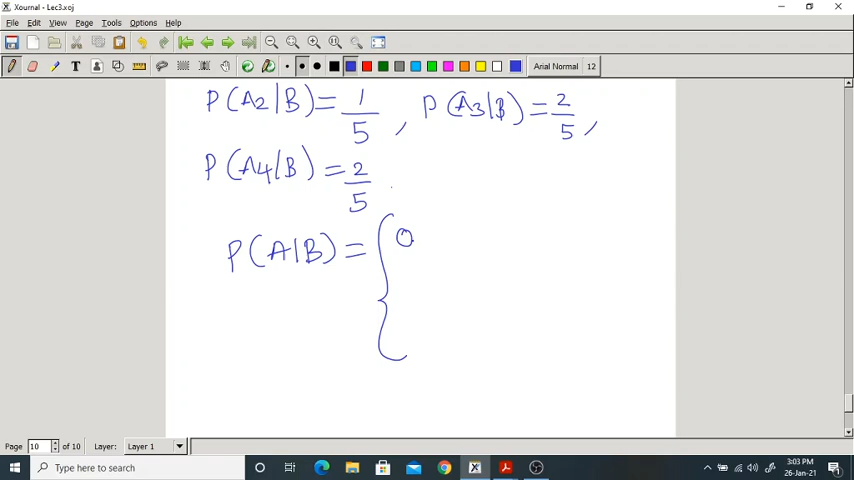 Xournal - Lec3.xoj
File Edit View Page Tools Options Help
Arial Normal 12
P(A2|B) = 1/5 , P(A3|B) = 2/5 ,
P(A4|B) = 2/5 .
P(A|B) = { 0
Page 10 of 10 Layer: Layer 1
Type here to search
3:03 PM
26-Jan-21